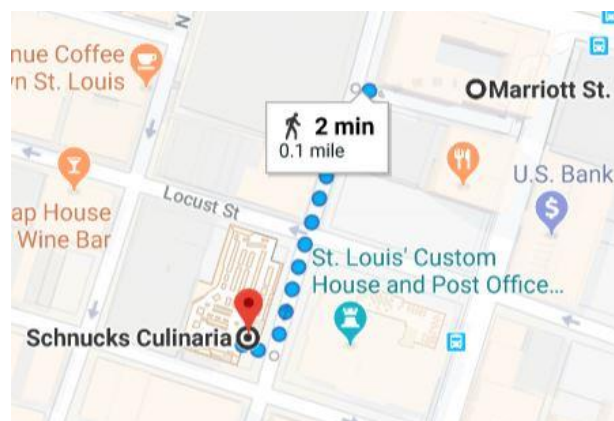 nue Coffee
n St. Louis
N
Marriott St.
2 min
0.1 mile
U.S. Bank
$
Locust St
ap House
Wine Bar
St. Louis' Custom
House and Post Office...
Schnucks Culinaria